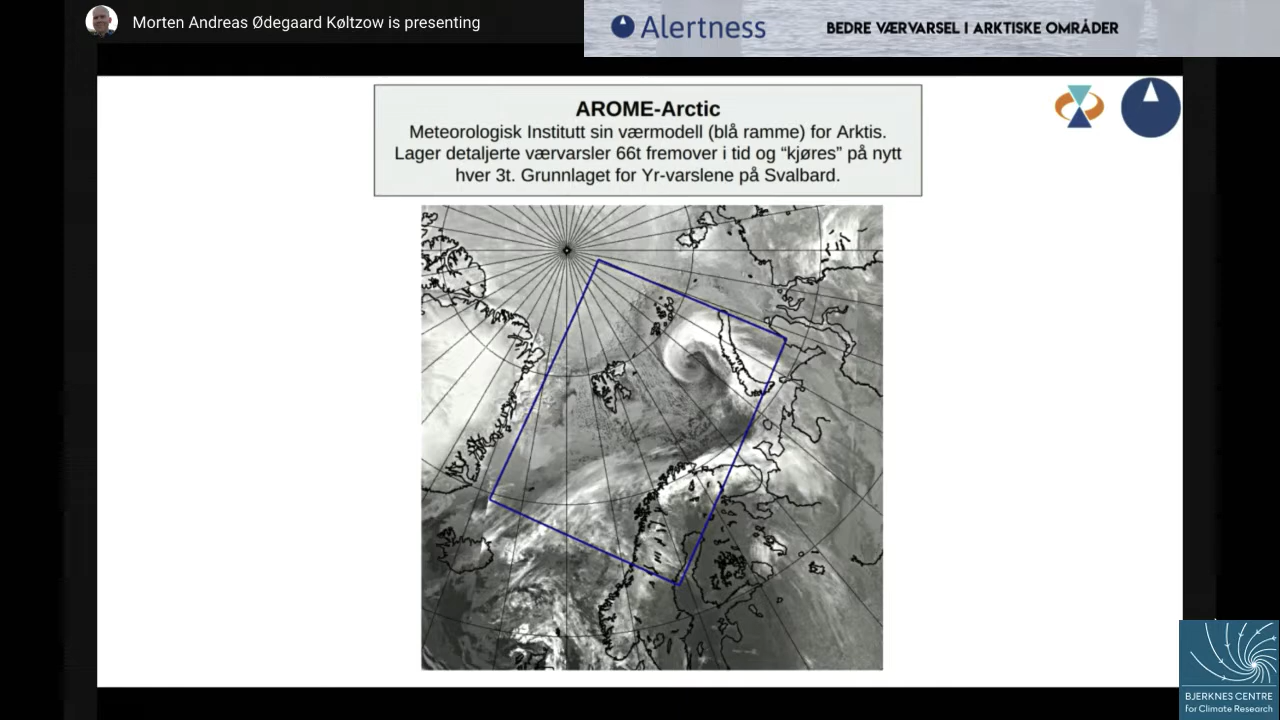 Morten Andreas Ødegaard Køltzow is presenting
Alertness
BEDRE VÆRVARSEL I ARKTISKE OMRÅDER
AROME-Arctic
Meteorologisk Institutt sin værmodell (blå ramme) for Arktis.
Lager detaljerte værvarsler 66t fremover i tid og “kjøres” på nytt
hver 3t. Grunnlaget for Yr-varslene på Svalbard.
BJERKNES CENTRE
for Climate Research